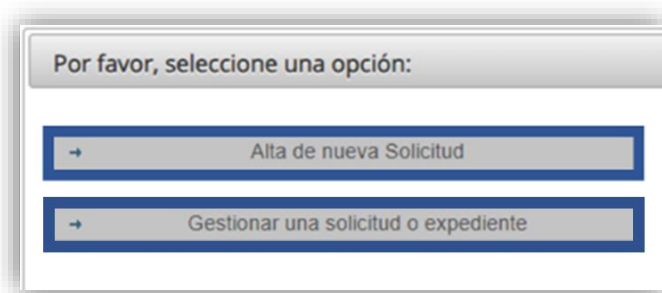 Por favor, seleccione una opción:
Alta de nueva Solicitud
Gestionar una solicitud o expediente